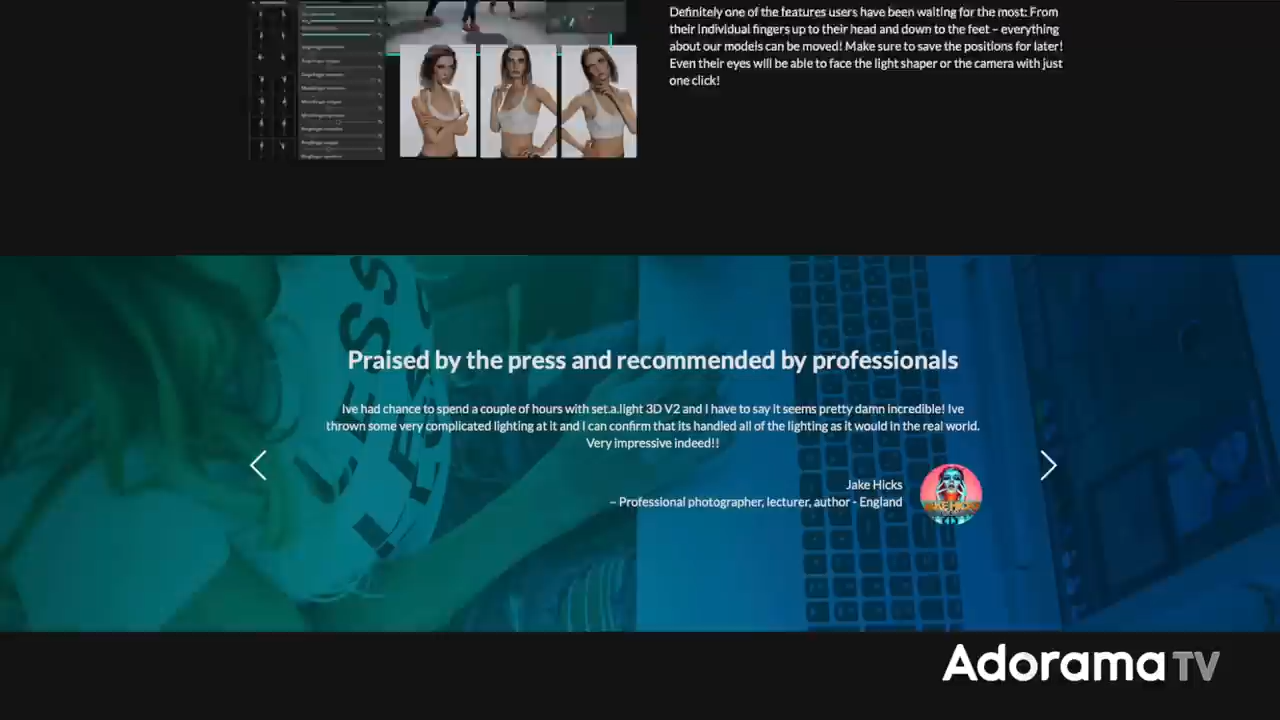 Definitely one of the features users have been waiting for the most: From
their individual fingers up to their head and down to the feet – everything
about our models can be moved! Make sure to save the positions for later!
Even their eyes will be able to face the light shaper or the camera with just
one click!
Praised by the press and recommended by professionals
Ive had chance to spend a couple of hours with set.a.light 3D V2 and I have to say it seems pretty damn incredible! Ive
thrown some very complicated lighting at it and I can confirm that its handled all of the lighting as it would in the real world.
Very impressive indeed!!
Jake Hicks
– Professional photographer, lecturer, author - England
Adorama TV